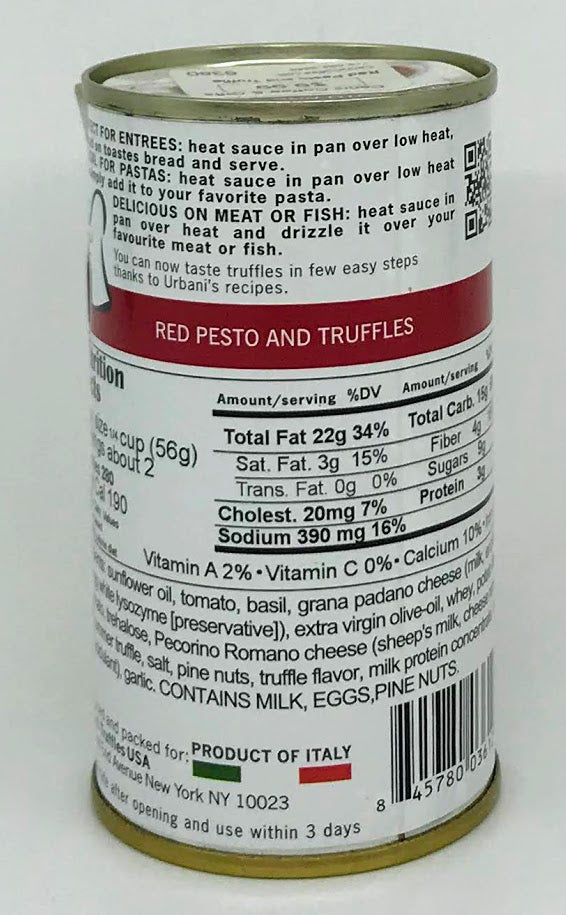 FOR ENTREES: heat sauce in pan over low heat,
on toastes bread and serve.
FOR PASTAS: heat sauce in pan over low heat
add it to your favorite pasta.
DELICIOUS ON MEAT OR FISH: heat sauce in
pan over heat and drizzle it over your
favourite meat or fish.
You can now taste truffles in few easy steps
thanks to Urbani's recipes.
RED PESTO AND TRUFFLES
cup (56g)
about 2
190
Amount/serving %DV
Total Fat 22g 34%
Sat. Fat. 3g 15%
Trans. Fat. 0g 0%
Cholest. 20mg 7%
Sodium 390 mg 16%
Amount/serving
Total Carb. 15g
Fiber 4g
Sugars 9g
Protein 3g
Vitamin A 2% • Vitamin C 0% • Calcium 10% •
sunflower oil, tomato, basil, grana padano cheese (milk,
white lysozyme [preservative]), extra virgin olive-oil, whey,
trehalose, Pecorino Romano cheese (sheep's milk, cheese
truffle, salt, pine nuts, truffle flavor, milk protein
garlic. CONTAINS MILK, EGGS,PINE NUTS.
and packed for:
USA
Avenue New York NY 10023
after opening and use within 3 days
PRODUCT OF ITALY
8 45780 036